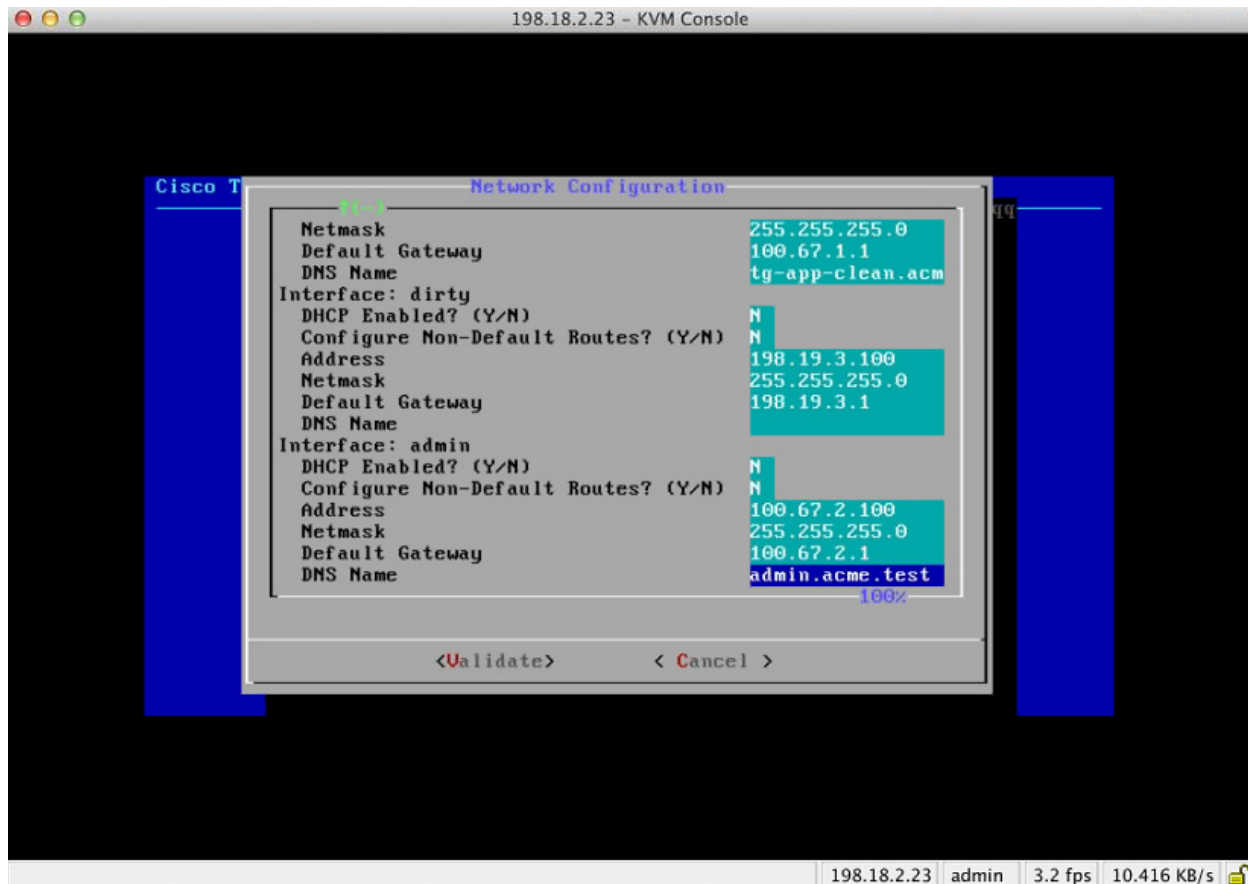 198.18.2.23 – KVM Console
Cisco T
Network Configuration
↑(-)
qq
Netmask 255.255.255.0
Default Gateway 100.67.1.1
DNS Name tg-app-clean.acm
Interface: dirty
DHCP Enabled? (Y/N) N
Configure Non-Default Routes? (Y/N) N
Address 198.19.3.100
Netmask 255.255.255.0
Default Gateway 198.19.3.1
DNS Name
Interface: admin
DHCP Enabled? (Y/N) N
Configure Non-Default Routes? (Y/N) N
Address 100.67.2.100
Netmask 255.255.255.0
Default Gateway 100.67.2.1
DNS Name admin.acme.test
100%
<Validate> < Cancel >
198.18.2.23 admin 3.2 fps 10.416 KB/s